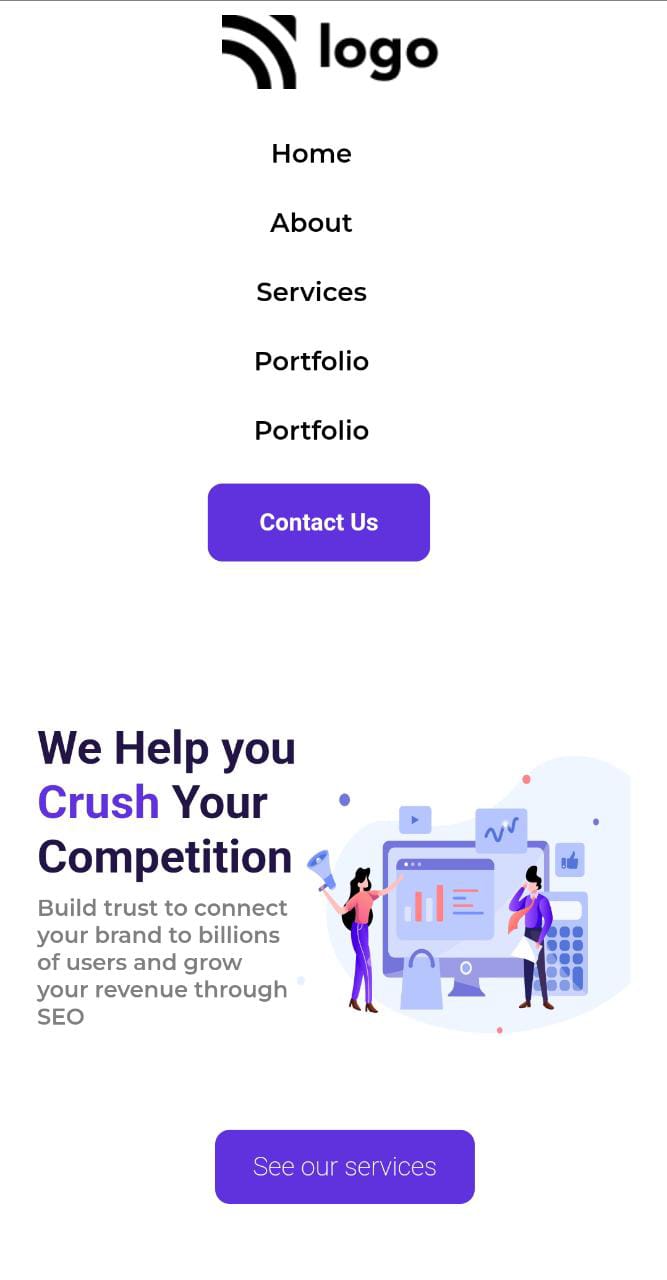 logo
Home
About
Services
Portfolio
Portfolio
Contact Us
We Help you
Crush Your
Competition
Build trust to connect
your brand to billions
of users and grow
your revenue through
SEO
See our services